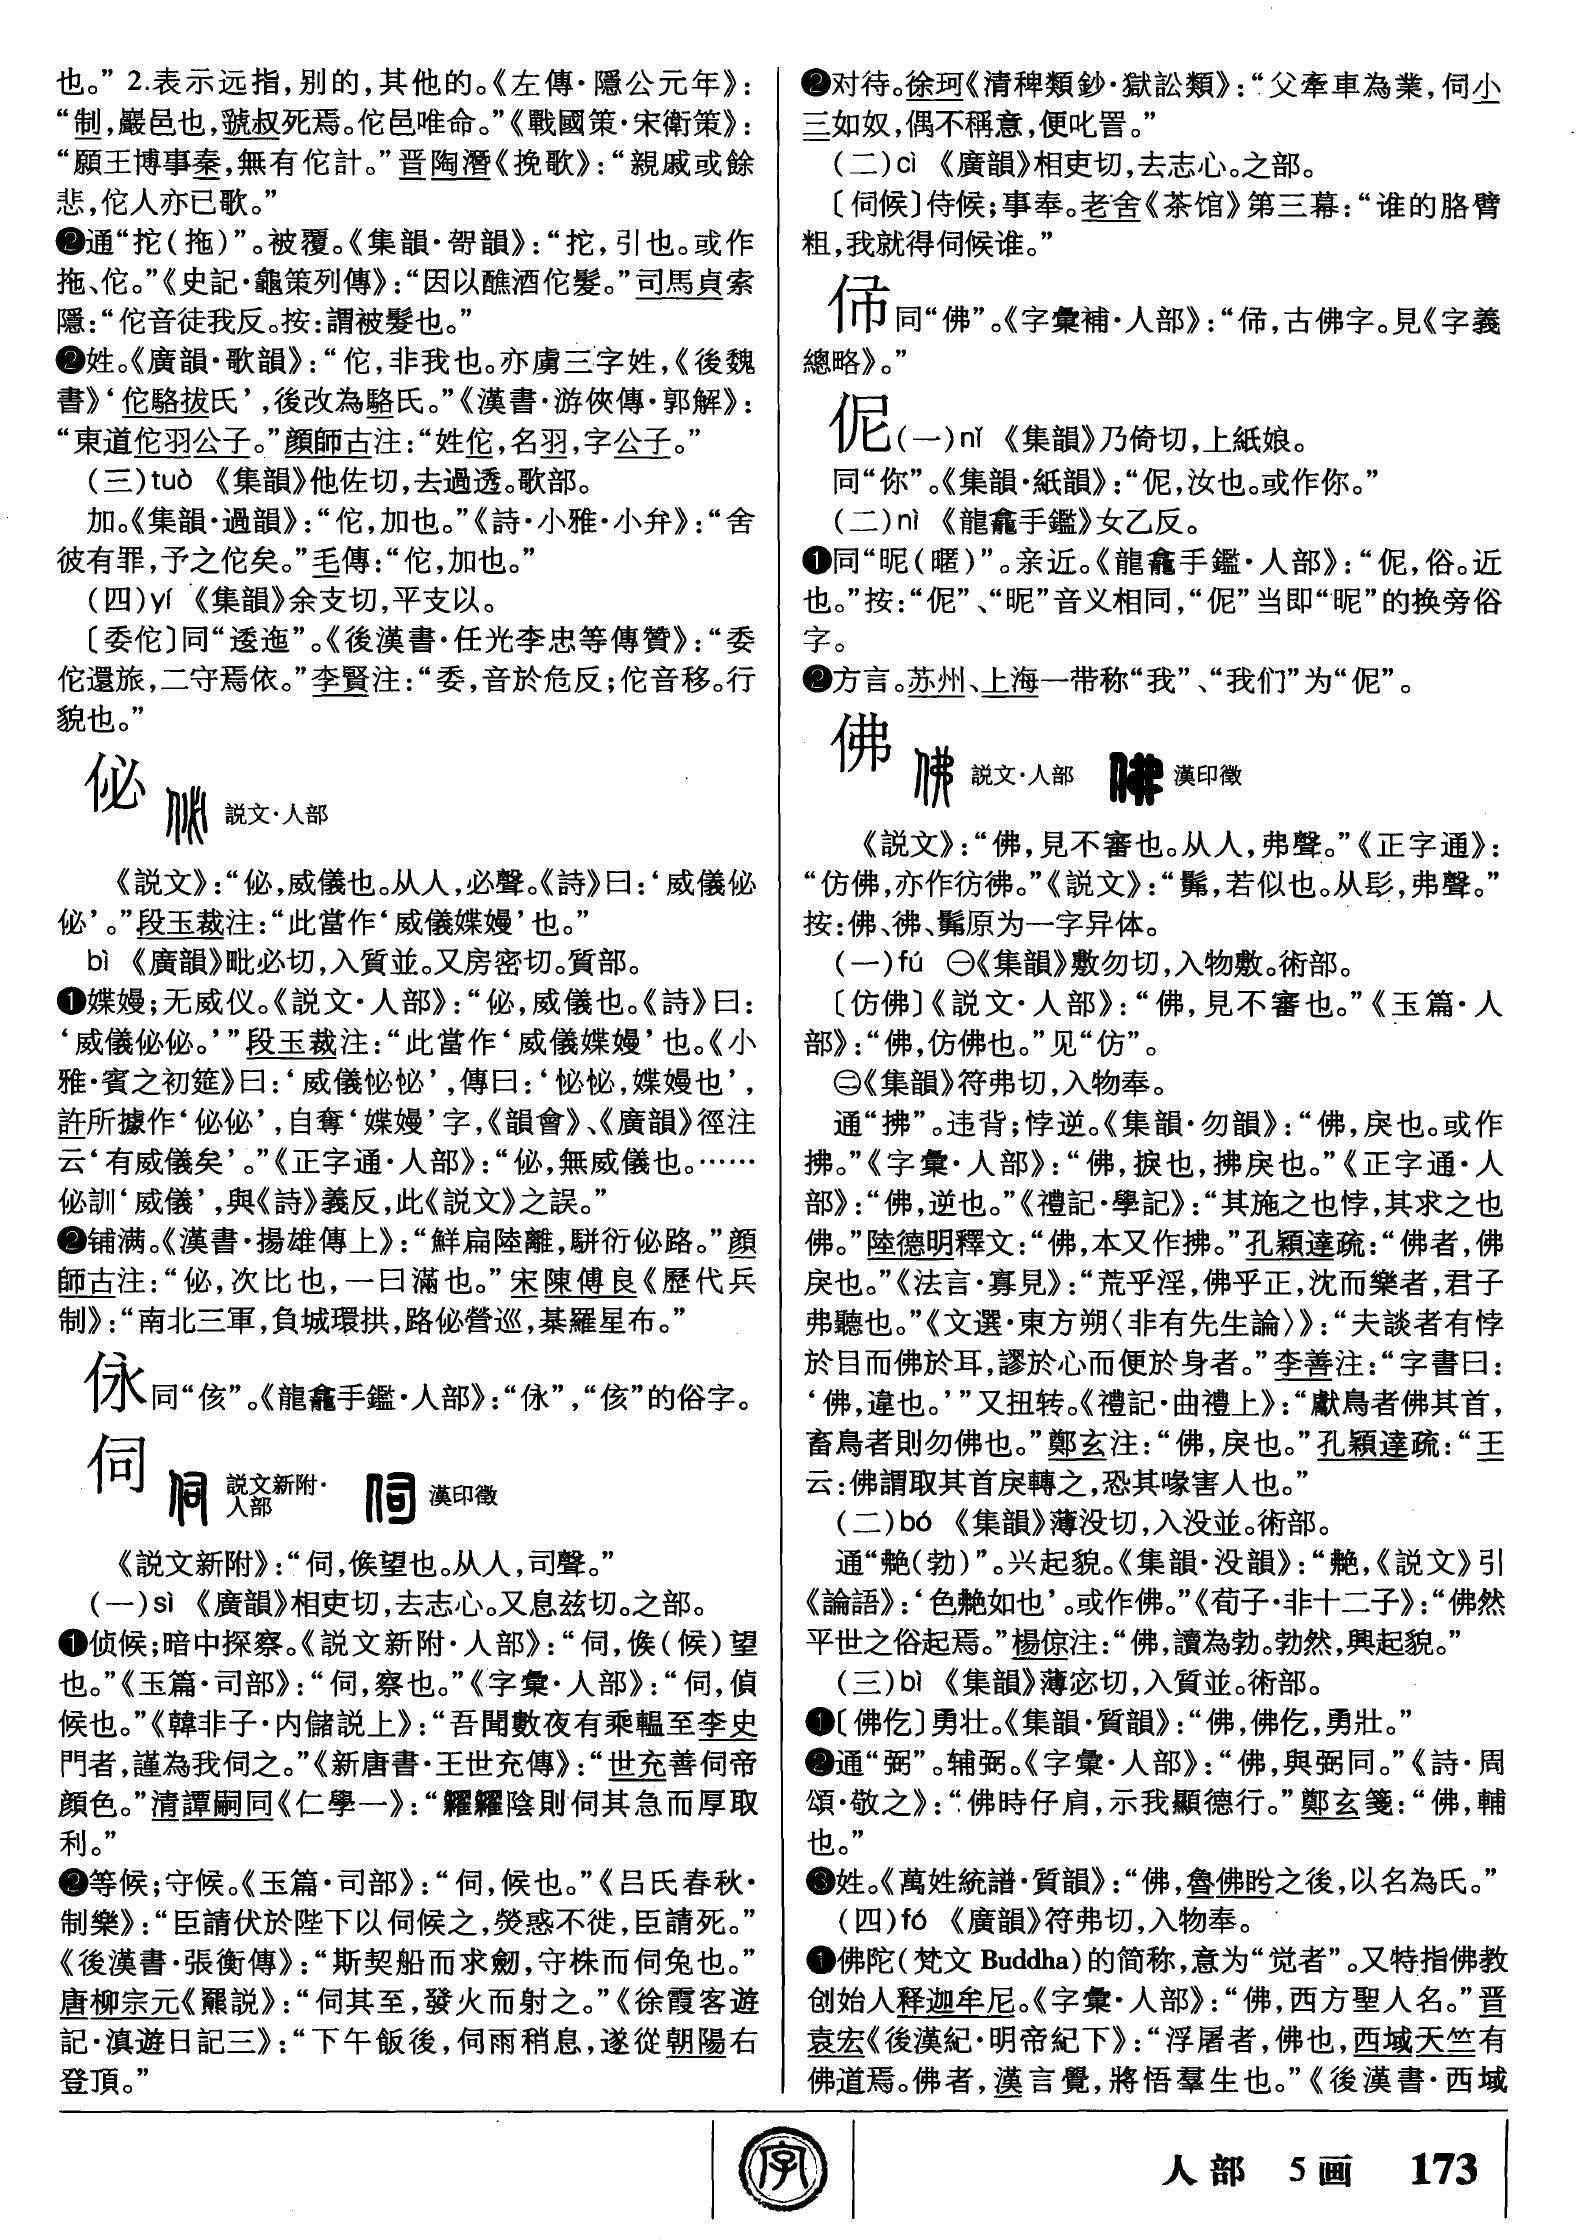 也。”2.表示远指,别的,其他的。《左傳·隱公元年》:
“制,巖邑也,虢叔死焉。佗邑唯命。”《戰國策·宋衛策》:
“願王博事秦,無有佗計。”晋陶潛《挽歌》:“親戚或餘
悲,佗人亦已歌。”
❷通“拕(拖)”。被覆。《集韻·哿韻》:“拕,引也。或作
拖、佗。”《史記·龜策列傳》:“因以醮酒佗髮。”司馬貞索
隱:“佗音徒我反。按:謂被髮也。”
❷姓。《廣韻·歌韻》:“佗,非我也。亦虜三字姓,《後魏
書》‘佗駱拔氏’,後改為駱氏。”《漢書·游俠傳·郭解》:
“東道佗羽公子。”顔師古注:“姓佗,名羽,字公子。”
(三)tuò 《集韻》他佐切,去過透。歌部。
加。《集韻·過韻》:“佗,加也。”《詩·小雅·小弁》:“舍
彼有罪,予之佗矣。”毛傳:“佗,加也。”
(四)yí 《集韻》余支切,平支以。
〔委佗〕同“逶迤”。《後漢書·任光李忠等傳贊》:“委
佗還旅,二守焉依。”李賢注:“委,音於危反;佗音移。行
貌也。”
佖 説文·人部
《説文》:“佖,威儀也。从人,必聲。《詩》曰:‘威儀佖
佖’。”段玉裁注:“此當作‘威儀媟嫚’也。”
bì 《廣韻》毗必切,入質並。又房密切。質部。
❶媟嫚;无威仪。《説文·人部》:“佖,威儀也。《詩》曰:
‘威儀佖佖。’”段玉裁注:“此當作‘威儀媟嫚’也。《小
雅·賓之初筵》曰:‘威儀怭怭’,傳曰:‘怭怭,媟嫚也’,
許所據作‘佖佖’,自奪‘媟嫚’字,《韻會》、《廣韻》徑注
云‘有威儀矣’。”《正字通·人部》:“佖,無威儀也。……
佖訓‘威儀’,與《詩》義反,此《説文》之誤。”
❷铺满。《漢書·揚雄傳上》:“鮮扁陸離,駢衍佖路。”顔
師古注:“佖,次比也,一曰滿也。”宋陳傅良《歷代兵
制》:“南北三軍,負城環拱,路佖營巡,棊羅星布。”
佅同“侅”。《龍龕手鑑·人部》:“佅”,“侅”的俗字。
伺 説文新附·人部 漢印徵
《説文新附》:“伺,候望也。从人,司聲。”
(一)sì 《廣韻》相吏切,去志心。又息兹切。之部。
❶侦候;暗中探察。《説文新附·人部》:“伺,𠋫(候)望
也。”《玉篇·司部》:“伺,察也。”《字彙·人部》:“伺,偵
候也。”《韓非子·内儲説上》:“吾聞數夜有乘輼至李史
門者,謹為我伺之。”《新唐書·王世充傳》:“世充善伺帝
顔色。”清譚嗣同《仁學一》:“糶糴陰則伺其急而厚取
利。”
❷等候;守候。《玉篇·司部》:“伺,候也。”《吕氏春秋·
制樂》:“臣請伏於陛下以伺候之,熒惑不徙,臣請死。”
《後漢書·張衡傳》:“斯契船而求劒,守株而伺兔也。”
唐柳宗元《羆説》:“伺其至,發火而射之。”《徐霞客遊
記·滇遊日記三》:“下午飯後,伺雨稍息,遂從朝陽右
登頂。”
❷对待。徐珂《清稗類鈔·獄訟類》:“父牽車為業,伺小
三如奴,偶不稱意,便叱詈。”
(二)cì 《廣韻》相吏切,去志心。之部。
〔伺候〕侍候;事奉。老舍《茶馆》第三幕:“谁的胳臂
粗,我就得伺候谁。”
㑂同“佛”。《字彙補·人部》:“㑂,古佛字。見《字義
總略》。”
伲(一)nǐ 《集韻》乃倚切,上紙娘。
同“你”。《集韻·紙韻》:“伲,汝也。或作你。”
(二)nì 《龍龕手鑑》女乙反。
❶同“昵(暱)”。亲近。《龍龕手鑑·人部》:“伲,俗。近
也。”按:“伲”、“昵”音义相同,“伲”当即“昵”的换旁俗
字。
❷方言。苏州、上海一带称“我”、“我们”为“伲”。
佛 説文·人部 漢印徵
《説文》:“佛,見不審也。从人,弗聲。”《正字通》:
“仿佛,亦作彷彿。”《説文》:“髴,若似也。从髟,弗聲。”
按:佛、彿、髴原为一字异体。
(一)fú ㊀《集韻》敷勿切,入物敷。術部。
〔仿佛〕《説文·人部》:“佛,見不審也。”《玉篇·人
部》:“佛,仿佛也。”见“仿”。
㊁《集韻》符弗切,入物奉。
通“拂”。违背;悖逆。《集韻·勿韻》:“佛,戾也。或作
拂。”《字彙·人部》:“佛,捩也,拂戾也。”《正字通·人
部》:“佛,逆也。”《禮記·學記》:“其施之也悖,其求之也
佛。”陸德明釋文:“佛,本又作拂。”孔穎達疏:“佛者,佛
戾也。”《法言·寡見》:“荒乎淫,佛乎正,沈而樂者,君子
弗聽也。”《文選·東方朔〈非有先生論〉》:“夫談者有悖
於目而佛於耳,謬於心而便於身者。”李善注:“字書曰:
‘佛,違也。’”又扭转。《禮記·曲禮上》:“獻鳥者佛其首,
畜鳥者則勿佛也。”鄭玄注:“佛,戾也。”孔穎達疏:“王
云:佛謂取其首戾轉之,恐其喙害人也。”
(二)bó 《集韻》薄没切,入没並。術部。
通“艴(勃)”。兴起貌。《集韻·没韻》:“艴,《説文》引
《論語》:‘色艴如也’。或作佛。”《荀子·非十二子》:“佛然
平世之俗起焉。”楊倞注:“佛,讀為勃。勃然,興起貌。”
(三)bì 《集韻》薄宓切,入質並。術部。
❶〔佛仡〕勇壮。《集韻·質韻》:“佛,佛仡,勇壯。”
❷通“弼”。辅弼。《字彙·人部》:“佛,與弼同。”《詩·周
頌·敬之》:“佛時仔肩,示我顯德行。”鄭玄箋:“佛,輔
也。”
❸姓。《萬姓統譜·質韻》:“佛,魯佛肸之後,以名為氏。”
(四)fó 《廣韻》符弗切,入物奉。
❶佛陀(梵文 Buddha)的简称,意为“觉者”。又特指佛教
创始人释迦牟尼。《字彙·人部》:“佛,西方聖人名。”晋
袁宏《後漢紀·明帝紀下》:“浮屠者,佛也,西域天竺有
佛道焉。佛者,漢言覺,將悟羣生也。”《後漢書·西域
字
人部 5画 173